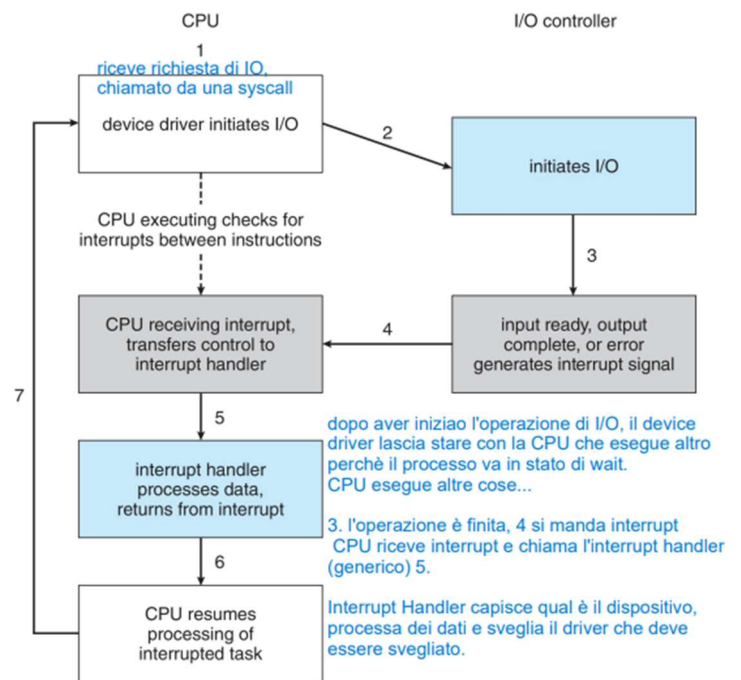 CPU
I/O controller
1
riceve richiesta di IO,
chiamato da una syscall
device driver initiates I/O
2
initiates I/O
CPU executing checks for
interrupts between instructions
3
CPU receiving interrupt,
transfers control to
interrupt handler
4
input ready, output
complete, or error
generates interrupt signal
7
5
dopo aver iniziao l'operazione di I/O, il device
driver lascia stare con la CPU che esegue altro
perchè il processo va in stato di wait.
CPU esegue altre cose...
interrupt handler
processes data,
returns from interrupt
3. l'operazione è finita, 4 si manda interrupt
CPU riceve interrupt e chiama l'interrupt handler
(generico) 5.
6
CPU resumes
processing of
interrupted task
Interrupt Handler capisce qual è il dispositivo,
processa dei dati e sveglia il driver che deve
essere svegliato.